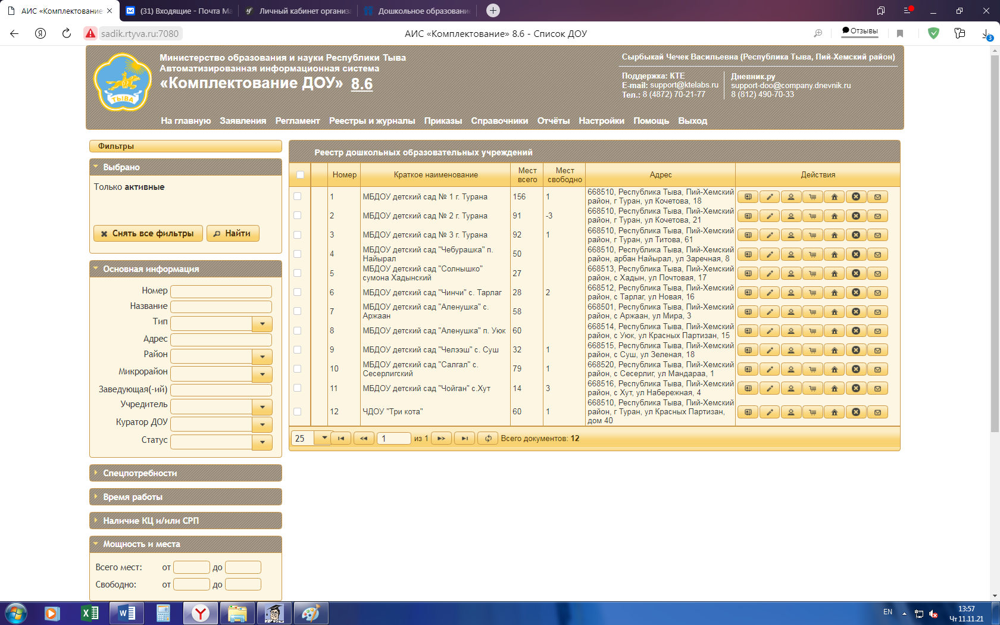 АИС «Комплектование
(31) Входящие - Почта Ма
Личный кабинет организа
Дошкольное образование
sadik.rtyva.ru:7080
АИС «Комплектование» 8.6 - Список ДОУ
Отзывы
3
Министерство образования и науки Республики Тыва
Автоматизированная информационная система
«Комплектование ДОУ» 8.6
ТЫВА
Сырбыкай Чечек Васильевна (Республика Тыва, Пий-Хемский район)
Поддержка: КТЕ
E-mail: support@ktelabs.ru
Тел.: 8 (4872) 70-21-77
Дневник.ру
support-doo@company.dnevnik.ru
8 (812) 490-70-33
На главную Заявления Регламент Реестры и журналы Приказы Справочники Отчёты Настройки Помощь Выход
Фильтры
Выбрано
Только активные
Снять все фильтры Найти
Основная информация
Номер
Название
Тип
Адрес
Район
Микрорайон
Заведующая(-ий)
Учредитель
Куратор ДОУ
Статус
Спецпотребности
Время работы
Наличие КЦ и/или СРП
Мощность и места
Всего мест: от до
Свободно: от до
Реестр дошкольных образовательных учреждений
Номер Краткое наименование Мест всего Мест свободно Адрес Действия
1 МБДОУ детский сад № 1 г. Турана 156 1 668510, Республика Тыва, Пий-Хемский
район, г Туран, ул Кочетова, 18
2 МБДОУ детский сад № 2 г. Турана 91 -3 668510, Республика Тыва, Пий-Хемский
район, г Туран, ул Кочетова, 21
3 МБДОУ детский сад № 3 г. Турана 92 1 668510, Республика Тыва, Пий-Хемский
район, г Туран, ул Титова, 61
4 МБДОУ детский сад "Чебурашка" п.
Найырал 50 668510, Республика Тыва, Пий-Хемский
район, арбан Найырал, ул Заречная, 8
5 МБДОУ детский сад "Солнышко"
сумона Хадынский 27 668513, Республика Тыва, Пий-Хемский
район, с Хадын, ул Почтовая, 17
6 МБДОУ детский сад "Чинчи" с. Тарлаг 28 2 668512, Республика Тыва, Пий-Хемский
район, с Тарлаг, ул Новая, 16
7 МБДОУ детский сад "Аленушка" с.
Аржаан 58 668501, Республика Тыва, Пий-Хемский
район, с Аржаан, ул Мира, 3
8 МБДОУ детский сад "Аленушка" п. Уюк 60 668514, Республика Тыва, Пий-Хемский
район, с Уюк, ул Красных Партизан, 15
9 МБДОУ детский сад "Челээш" с. Суш 32 1 668515, Республика Тыва, Пий-Хемский
район, с Суш, ул Зеленая, 18
10 МБДОУ детский сад "Салгал" с.
Сесерлигский 79 1 668520, Республика Тыва, Пий-Хемский
район, с Сесерлиг, ул Мандараа, 1
11 МБДОУ детский сад "Чойган" с.Хут 14 3 668516, Республика Тыва, Пий-Хемский
район, с Хут, ул Набережная, 4
12 ЧДОУ "Три кота" 60 1 668510, Республика Тыва, Пий-Хемский
район, г Туран, ул Красных Партизан,
дом 40
25 1 из 1 Всего документов: 12
EN
13:57
Чт 11.11.21